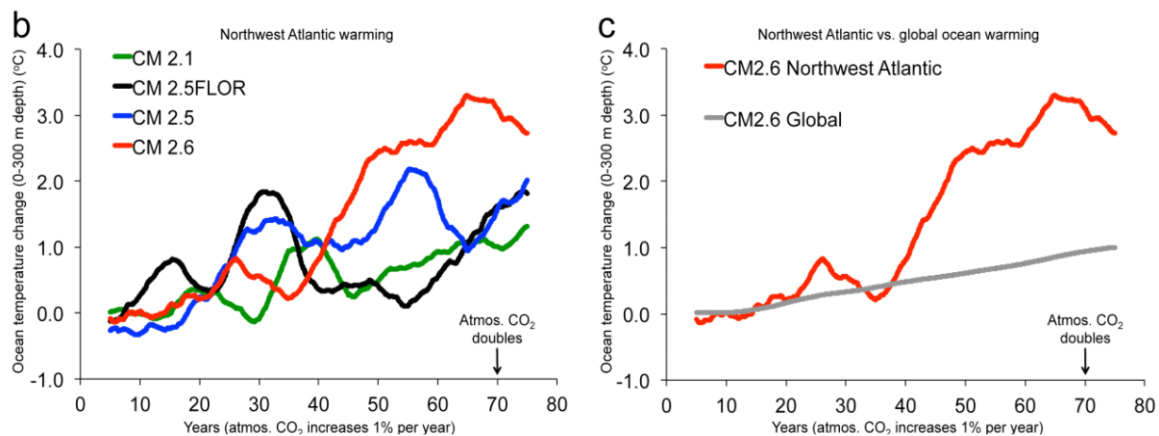 b
Northwest Atlantic warming
Ocean temperature change (0-300 m depth) (°C)
4.0
3.0
2.0
1.0
0.0
-1.0
CM 2.1
CM 2.5FLOR
CM 2.5
CM 2.6
Atmos. CO₂
doubles
0 10 20 30 40 50 60 70 80
Years (atmos. CO₂ increases 1% per year)
c
Northwest Atlantic vs. global ocean warming
Ocean temperature change (0-300 m depth) (°C)
4.0
3.0
2.0
1.0
0.0
-1.0
CM2.6 Northwest Atlantic
CM2.6 Global
Atmos. CO₂
doubles
0 10 20 30 40 50 60 70 80
Years (atmos. CO₂ increases 1% per year)